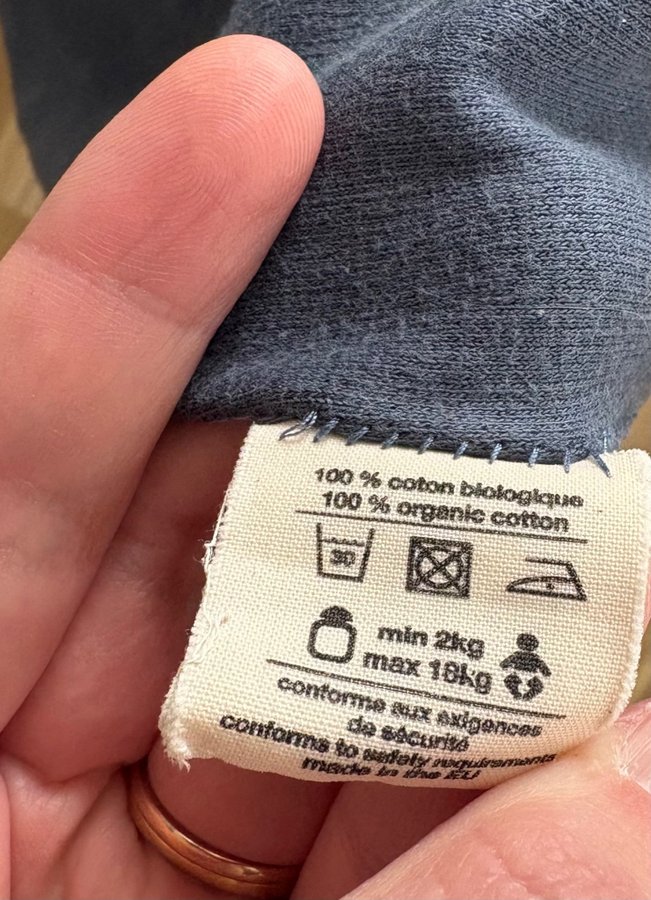 100 % coton biologique
100 % organic cotton
30
min 2kg
max 18kg
conforme aux exigences
de sécurité
conforms to safety requirements
made in the EU